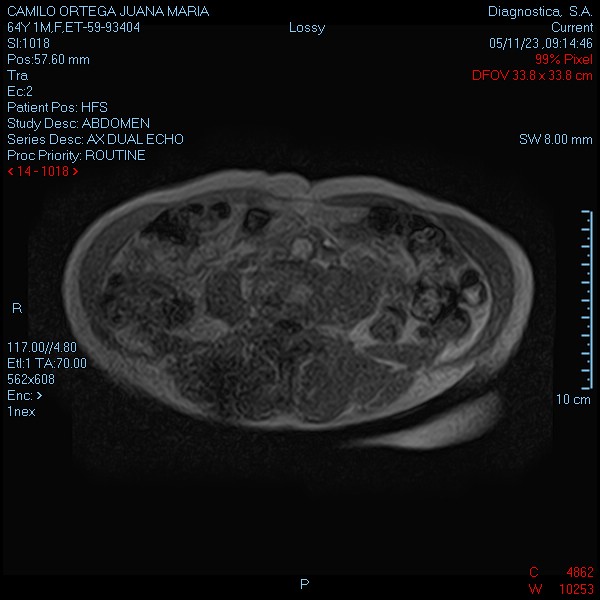 CAMILO ORTEGA JUANA MARIA
64Y 1M,F,ET-59-93404
SI:1018
Pos:57.60 mm
Tra
Ec:2
Patient Pos: HFS
Study Desc: ABDOMEN
Series Desc: AX DUAL ECHO
Proc Priority: ROUTINE
< 14 - 1018 >
Lossy
Diagnostica, S.A.
Current
05/11/23 ,09:14:46
99% Pixel
DFOV 33.8 x 33.8 cm
SW 8.00 mm
R
117.00//4.80
Etl:1 TA:70.00
562x608
Enc: >
1nex
10 cm
P
C 4862
W 10253